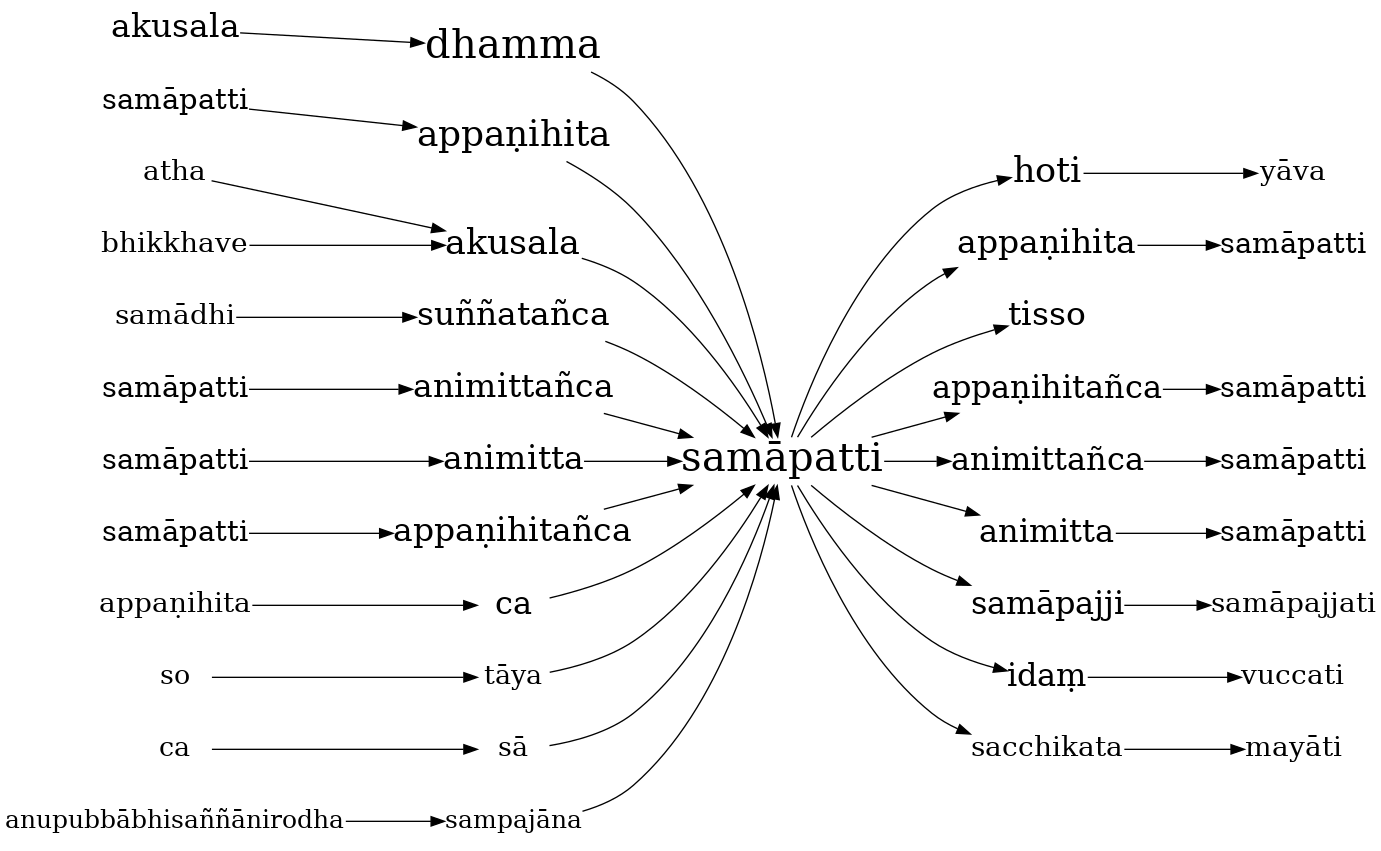 akusala dhamma
samāpatti appaṇihita
atha hoti yāva
bhikkhave akusala appaṇihita samāpatti
samādhi suññatañca tisso
samāpatti animittañca appaṇihitañca samāpatti
samāpatti animitta samāpatti animittañca samāpatti
samāpatti appaṇihitañca animitta samāpatti
appaṇihita ca samāpajji samāpajjati
so tāya idaṃ vuccati
ca sā sacchikata mayāti
anupubbābhisaññānirodha sampajāna